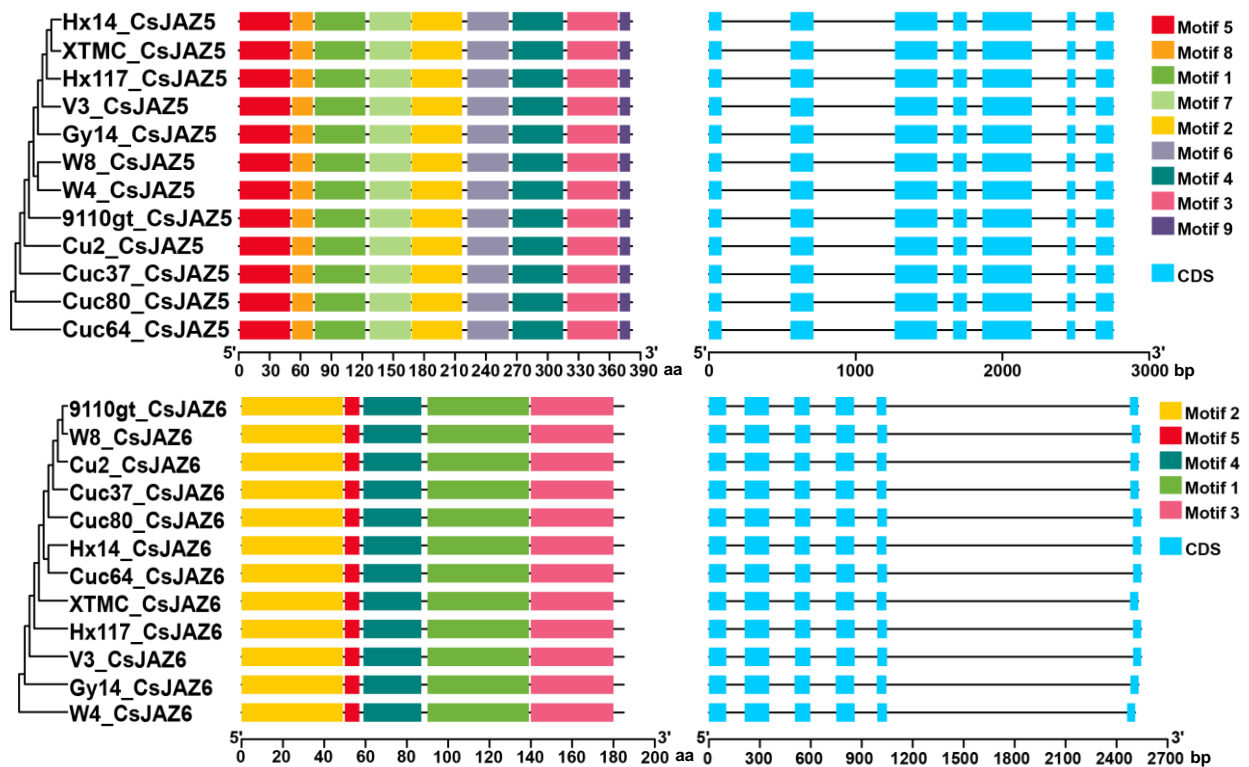 Hx14_CsJAZ5
XTMC_CsJAZ5
Hx117_CsJAZ5
V3_CsJAZ5
Gy14_CsJAZ5
W8_CsJAZ5
W4_CsJAZ5
9110gt_CsJAZ5
Cu2_CsJAZ5
Cuc37_CsJAZ5
Cuc80_CsJAZ5
Cuc64_CsJAZ5
5' 3'
0 30 60 90 120 150 180 210 240 270 300 330 360 390 aa
5' 3'
0 1000 2000 3000 bp
Motif 5
Motif 8
Motif 1
Motif 7
Motif 2
Motif 6
Motif 4
Motif 3
Motif 9
CDS
9110gt_CsJAZ6
W8_CsJAZ6
Cu2_CsJAZ6
Cuc37_CsJAZ6
Cuc80_CsJAZ6
Hx14_CsJAZ6
Cuc64_CsJAZ6
XTMC_CsJAZ6
Hx117_CsJAZ6
V3_CsJAZ6
Gy14_CsJAZ6
W4_CsJAZ6
5' 3'
0 20 40 60 80 100 120 140 160 180 200 aa
5' 3'
0 300 600 900 1200 1500 1800 2100 2400 2700 bp
Motif 2
Motif 5
Motif 4
Motif 1
Motif 3
CDS